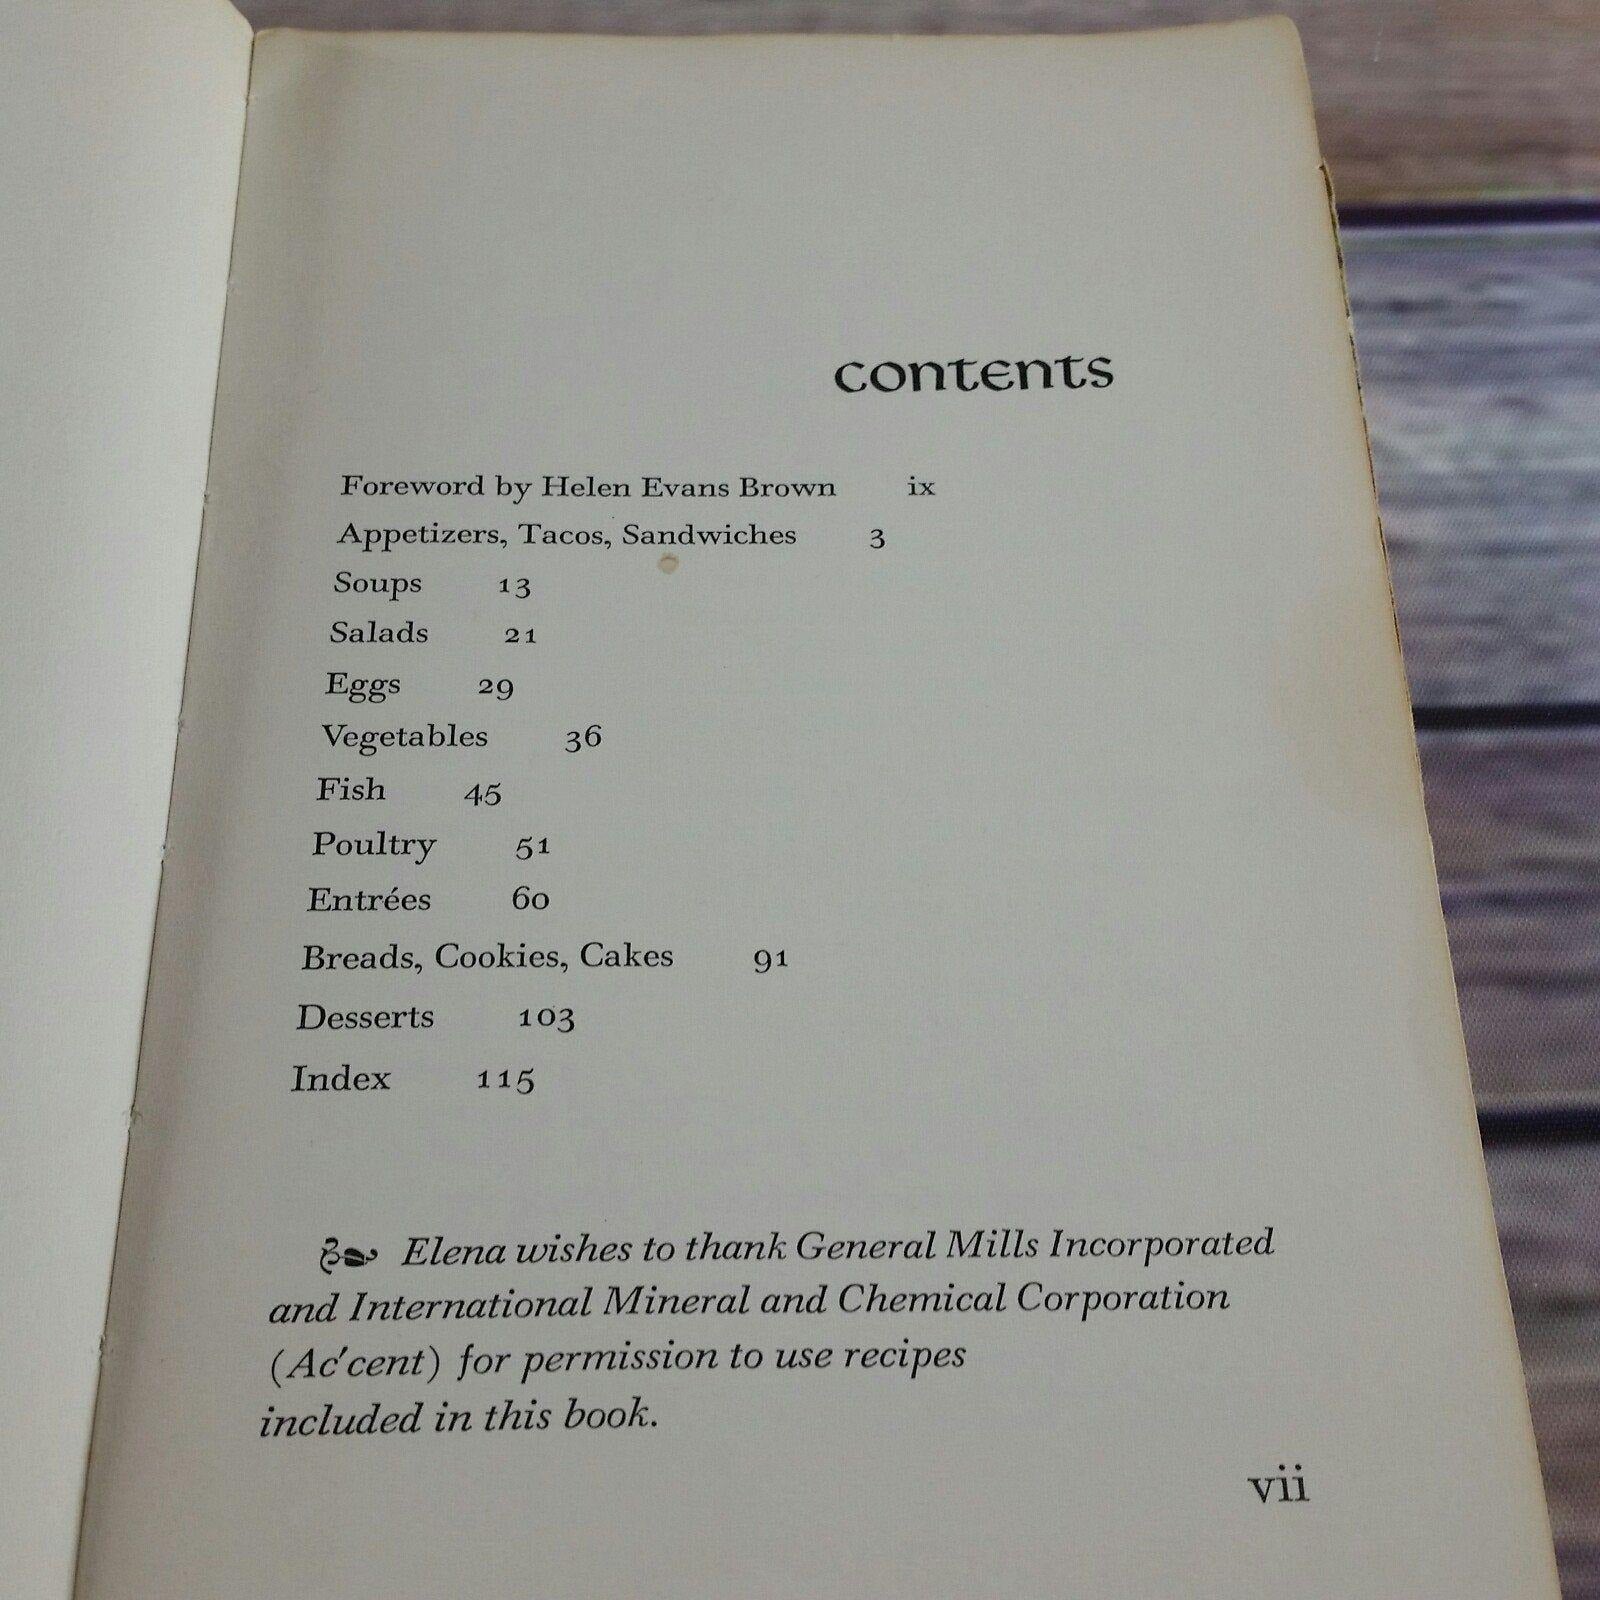 contents
Foreword by Helen Evans Brown ix
Appetizers, Tacos, Sandwiches 3
Soups 13
Salads 21
Eggs 29
Vegetables 36
Fish 45
Poultry 51
Entrées 60
Breads, Cookies, Cakes 91
Desserts 103
Index 115
Elena wishes to thank General Mills Incorporated
and International Mineral and Chemical Corporation
(Ac'cent) for permission to use recipes
included in this book.
vii